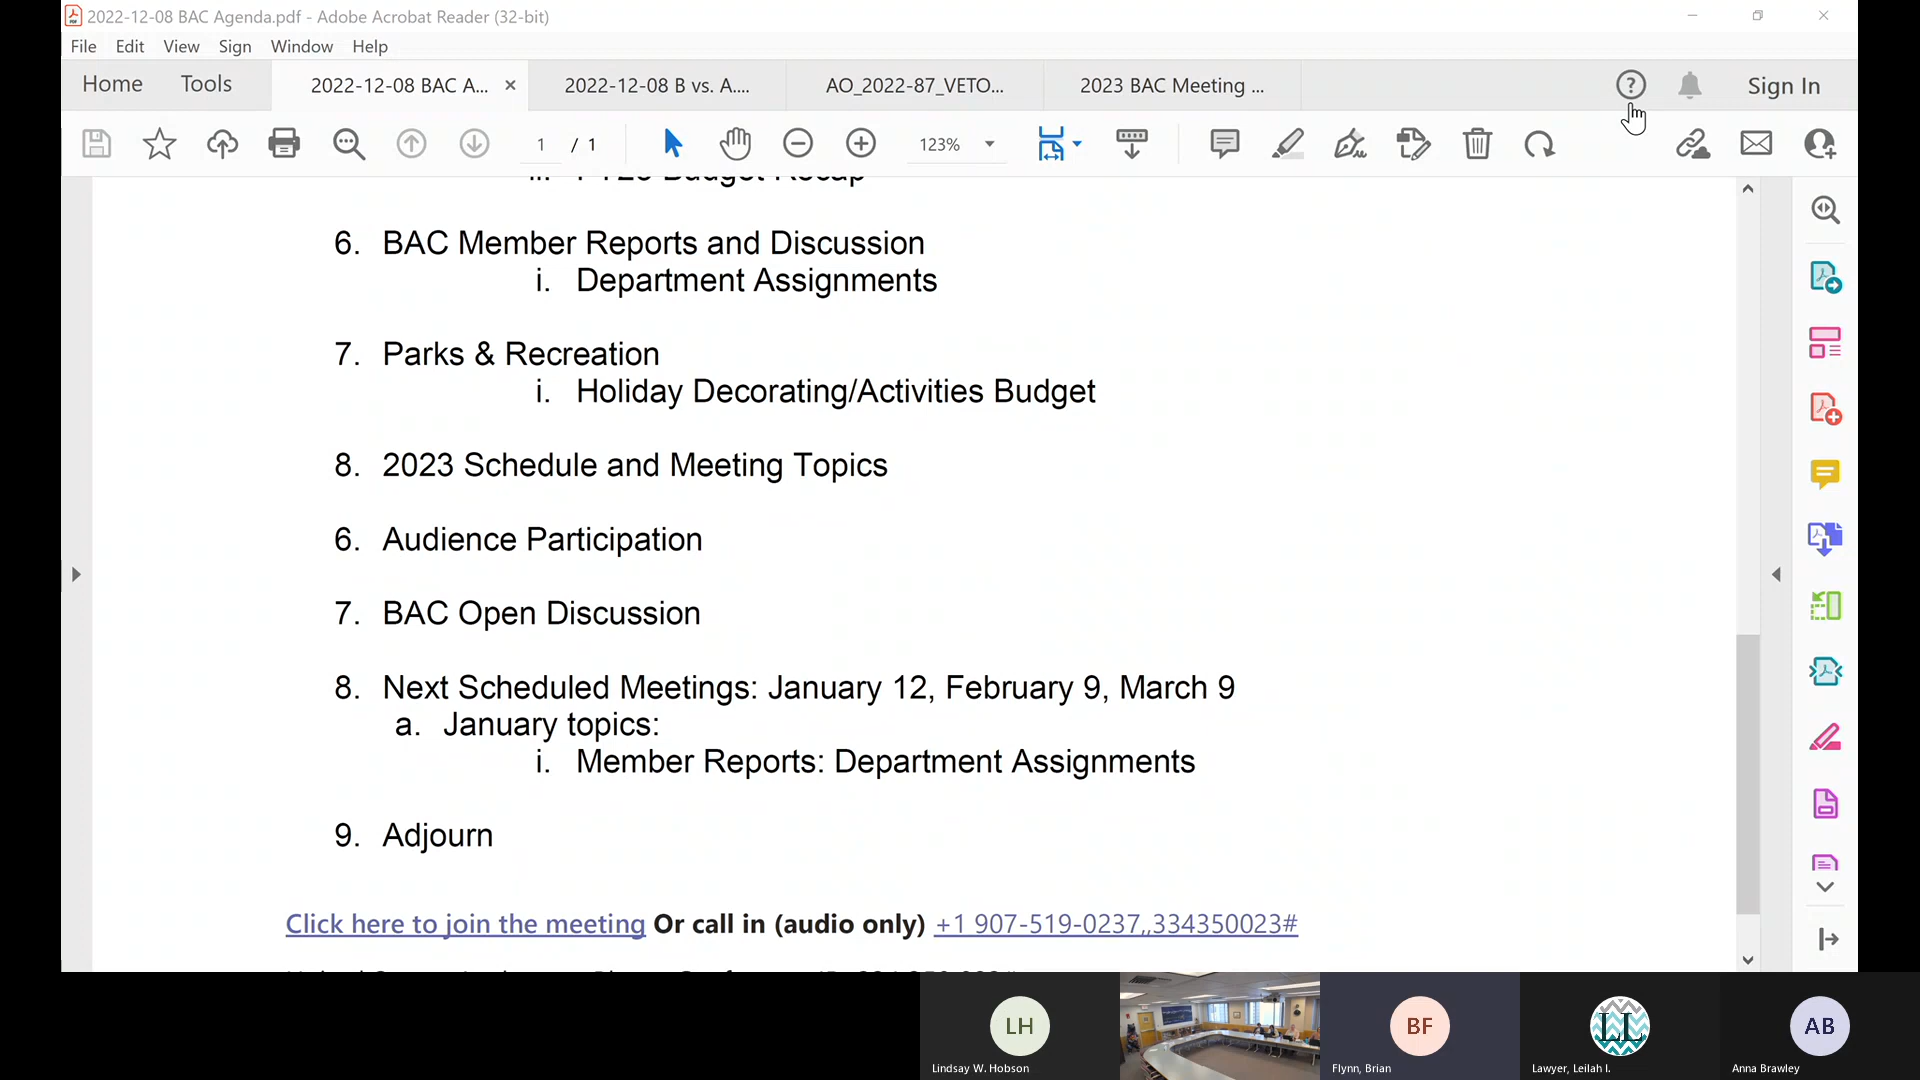 2022-12-08 BAC Agenda.pdf - Adobe Acrobat Reader (32-bit)
File Edit View Sign Window Help
Home Tools 2022-12-08 BAC A... × 2022-12-08 B vs. A.... AO_2022-87_VETO... 2023 BAC Meeting ... Sign In
1 / 1 123%
Budget Recap
6. BAC Member Reports and Discussion
i. Department Assignments
7. Parks & Recreation
i. Holiday Decorating/Activities Budget
8. 2023 Schedule and Meeting Topics
6. Audience Participation
7. BAC Open Discussion
8. Next Scheduled Meetings: January 12, February 9, March 9
a. January topics:
i. Member Reports: Department Assignments
9. Adjourn
Click here to join the meeting Or call in (audio only) +1 907-519-0237,,334350023#
LH BF LL AB
Lindsay W. Hobson Flynn, Brian Lawyer, Leilah I. Anna Brawley